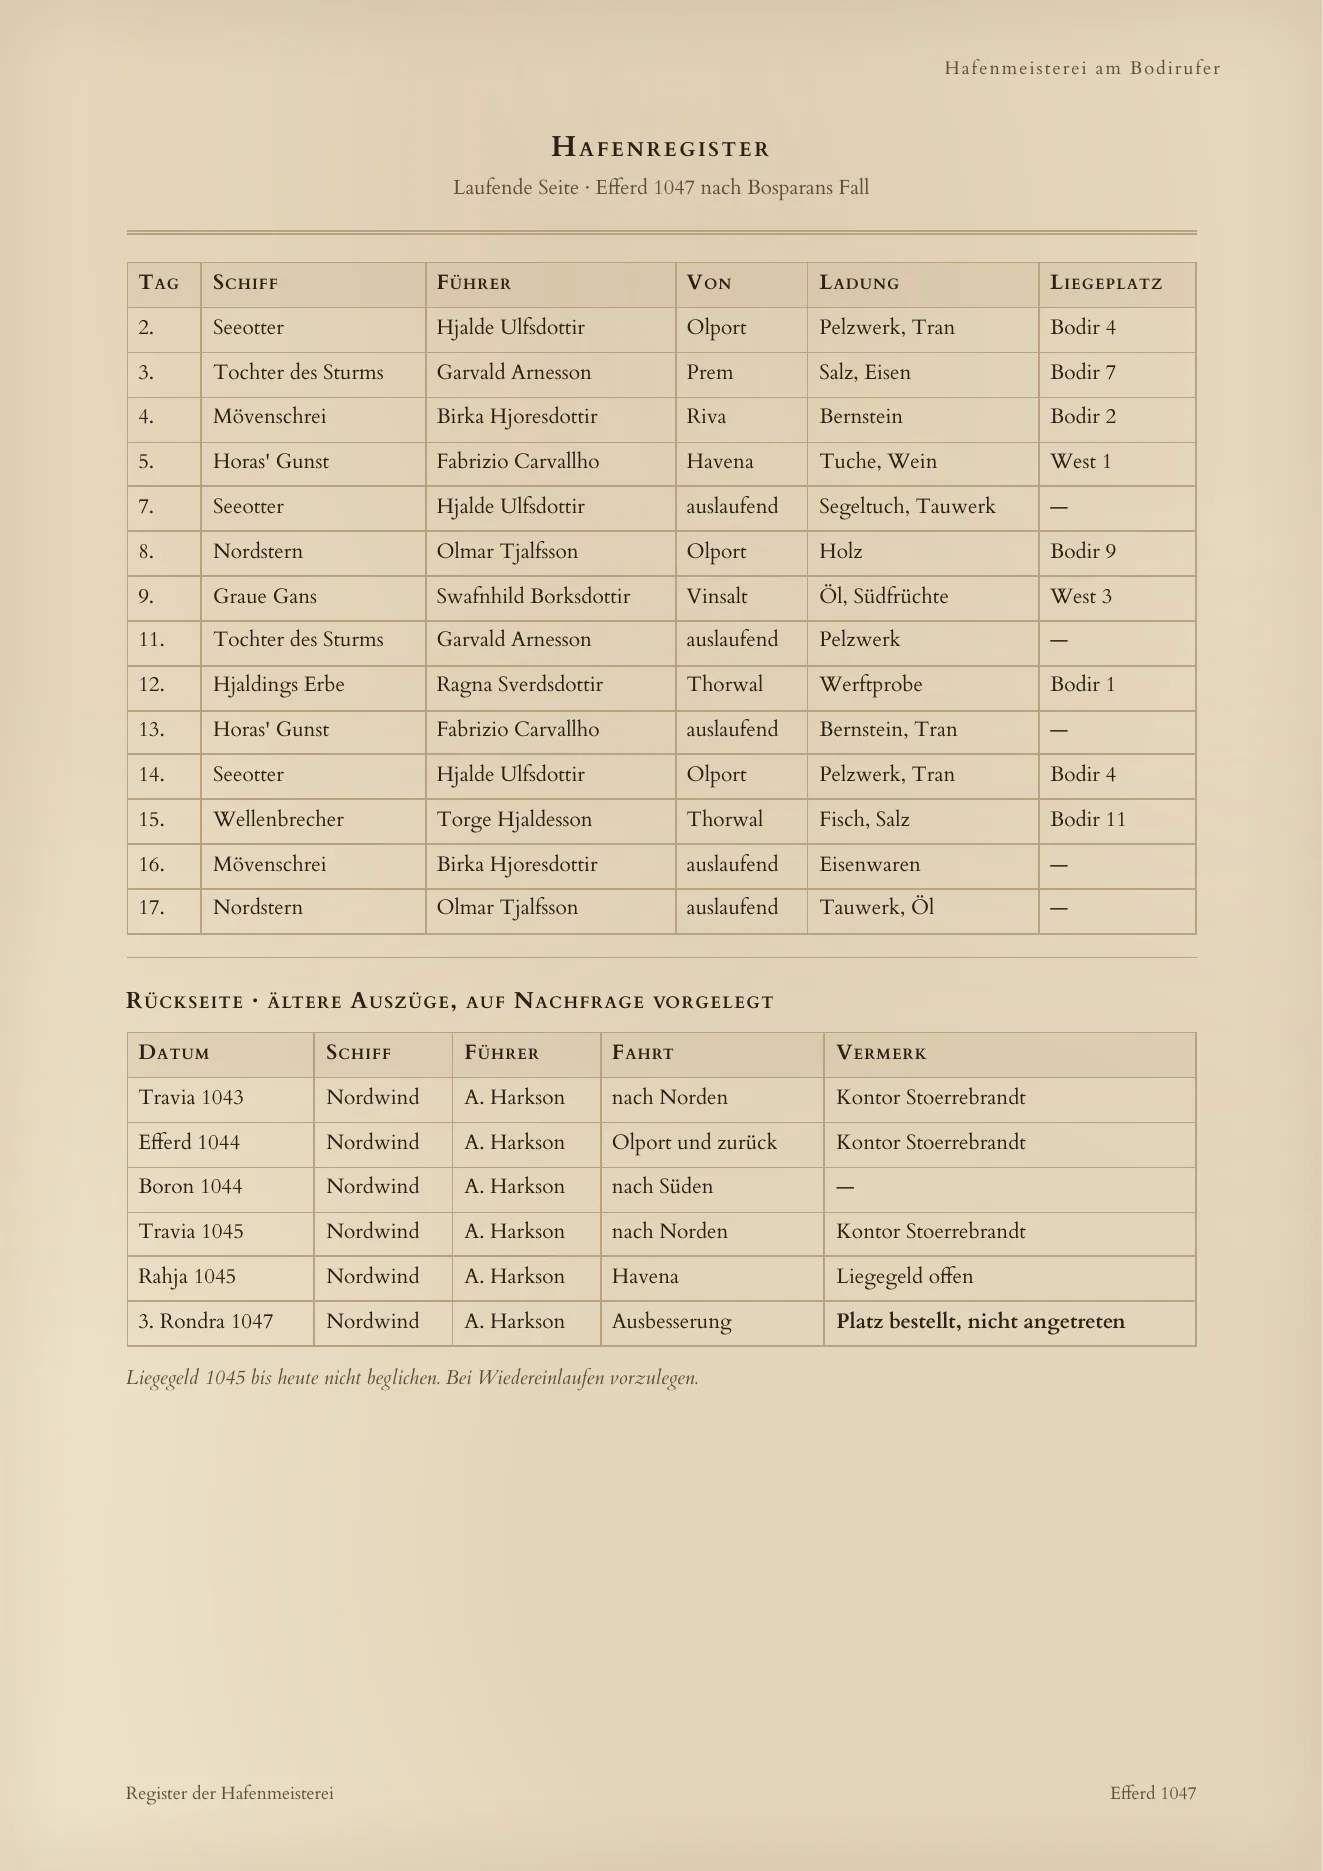 Hafenmeisterei am Bodirufer
Hafenregister
Laufende Seite · Efferd 1047 nach Bosparans Fall
Tag Schiff Führer Von Ladung Liegeplatz
2. Seeotter Hjalde Ulfsdottir Olport Pelzwerk, Tran Bodir 4
3. Tochter des Sturms Garvald Arnesson Prem Salz, Eisen Bodir 7
4. Mövenschrei Birka Hjoresdottir Riva Bernstein Bodir 2
5. Horas' Gunst Fabrizio Carvallho Havena Tuche, Wein West 1
7. Seeotter Hjalde Ulfsdottir auslaufend Segeltuch, Tauwerk —
8. Nordstern Olmar Tjalfsson Olport Holz Bodir 9
9. Graue Gans Swafnhild Borksdottir Vinsalt Öl, Südfrüchte West 3
11. Tochter des Sturms Garvald Arnesson auslaufend Pelzwerk —
12. Hjaldings Erbe Ragna Sverdsdottir Thorwal Werftprobe Bodir 1
13. Horas' Gunst Fabrizio Carvallho auslaufend Bernstein, Tran —
14. Seeotter Hjalde Ulfsdottir Olport Pelzwerk, Tran Bodir 4
15. Wellenbrecher Torge Hjaldesson Thorwal Fisch, Salz Bodir 11
16. Mövenschrei Birka Hjoresdottir auslaufend Eisenwaren —
17. Nordstern Olmar Tjalfsson auslaufend Tauwerk, Öl —
Rückseite · ältere Auszüge, auf Nachfrage vorgelegt
Datum Schiff Führer Fahrt Vermerk
Travia 1043 Nordwind A. Harkson nach Norden Kontor Stoerrebrandt
Efferd 1044 Nordwind A. Harkson Olport und zurück Kontor Stoerrebrandt
Boron 1044 Nordwind A. Harkson nach Süden —
Travia 1045 Nordwind A. Harkson nach Norden Kontor Stoerrebrandt
Rahja 1045 Nordwind A. Harkson Havena Liegegeld offen
3. Rondra 1047 Nordwind A. Harkson Ausbesserung Platz bestellt, nicht angetreten
Liegegeld 1045 bis heute nicht beglichen. Bei Wiedereinlaufen vorzulegen.
Register der Hafenmeisterei Efferd 1047